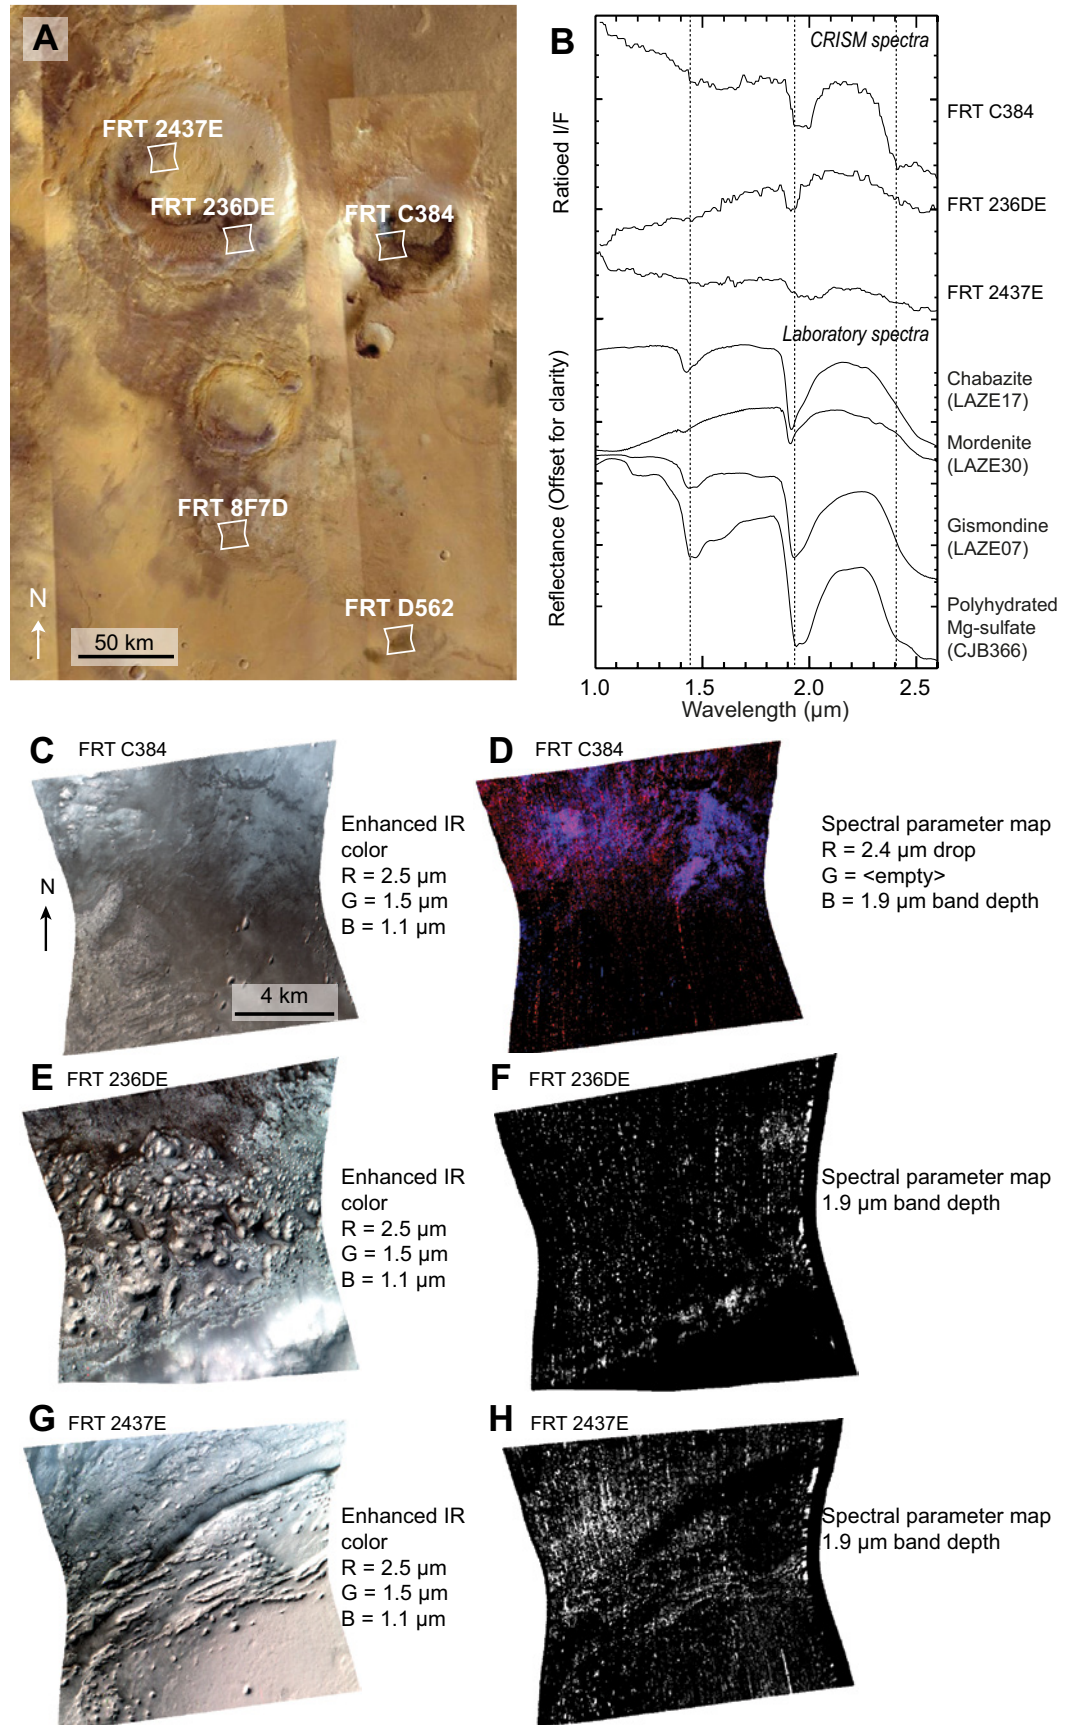 A
FRT 2437E
FRT 236DE
FRT C384
FRT 8F7D
FRT D562
N
50 km
B
CRISM spectra
FRT C384
FRT 236DE
FRT 2437E
Ratioed I/F
Laboratory spectra
Chabazite
(LAZE17)
Mordenite
(LAZE30)
Gismondine
(LAZE07)
Polyhydrated
Mg-sulfate
(CJB366)
Reflectance (Offset for clarity)
1.0 1.5 2.0 2.5
Wavelength (µm)
C FRT C384
Enhanced IR
color
R = 2.5 µm
G = 1.5 µm
B = 1.1 µm
N
4 km
D FRT C384
Spectral parameter map
R = 2.4 µm drop
G = <empty>
B = 1.9 µm band depth
E FRT 236DE
Enhanced IR
color
R = 2.5 µm
G = 1.5 µm
B = 1.1 µm
F FRT 236DE
Spectral parameter map
1.9 µm band depth
G FRT 2437E
Enhanced IR
color
R = 2.5 µm
G = 1.5 µm
B = 1.1 µm
H FRT 2437E
Spectral parameter map
1.9 µm band depth